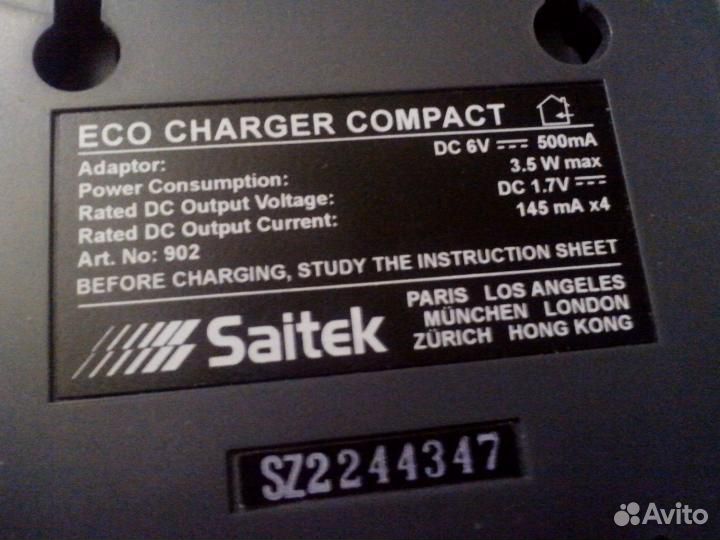 ECO CHARGER COMPACT
Adaptor: DC 6V 500mA
Power Consumption: 3.5 W max
Rated DC Output Voltage: DC 1.7V
Rated DC Output Current: 145 mA x4
Art. No: 902
BEFORE CHARGING, STUDY THE INSTRUCTION SHEET
Saitek
PARIS LOS ANGELES
MÜNCHEN LONDON
ZÜRICH HONG KONG
SZ2244347
Avito